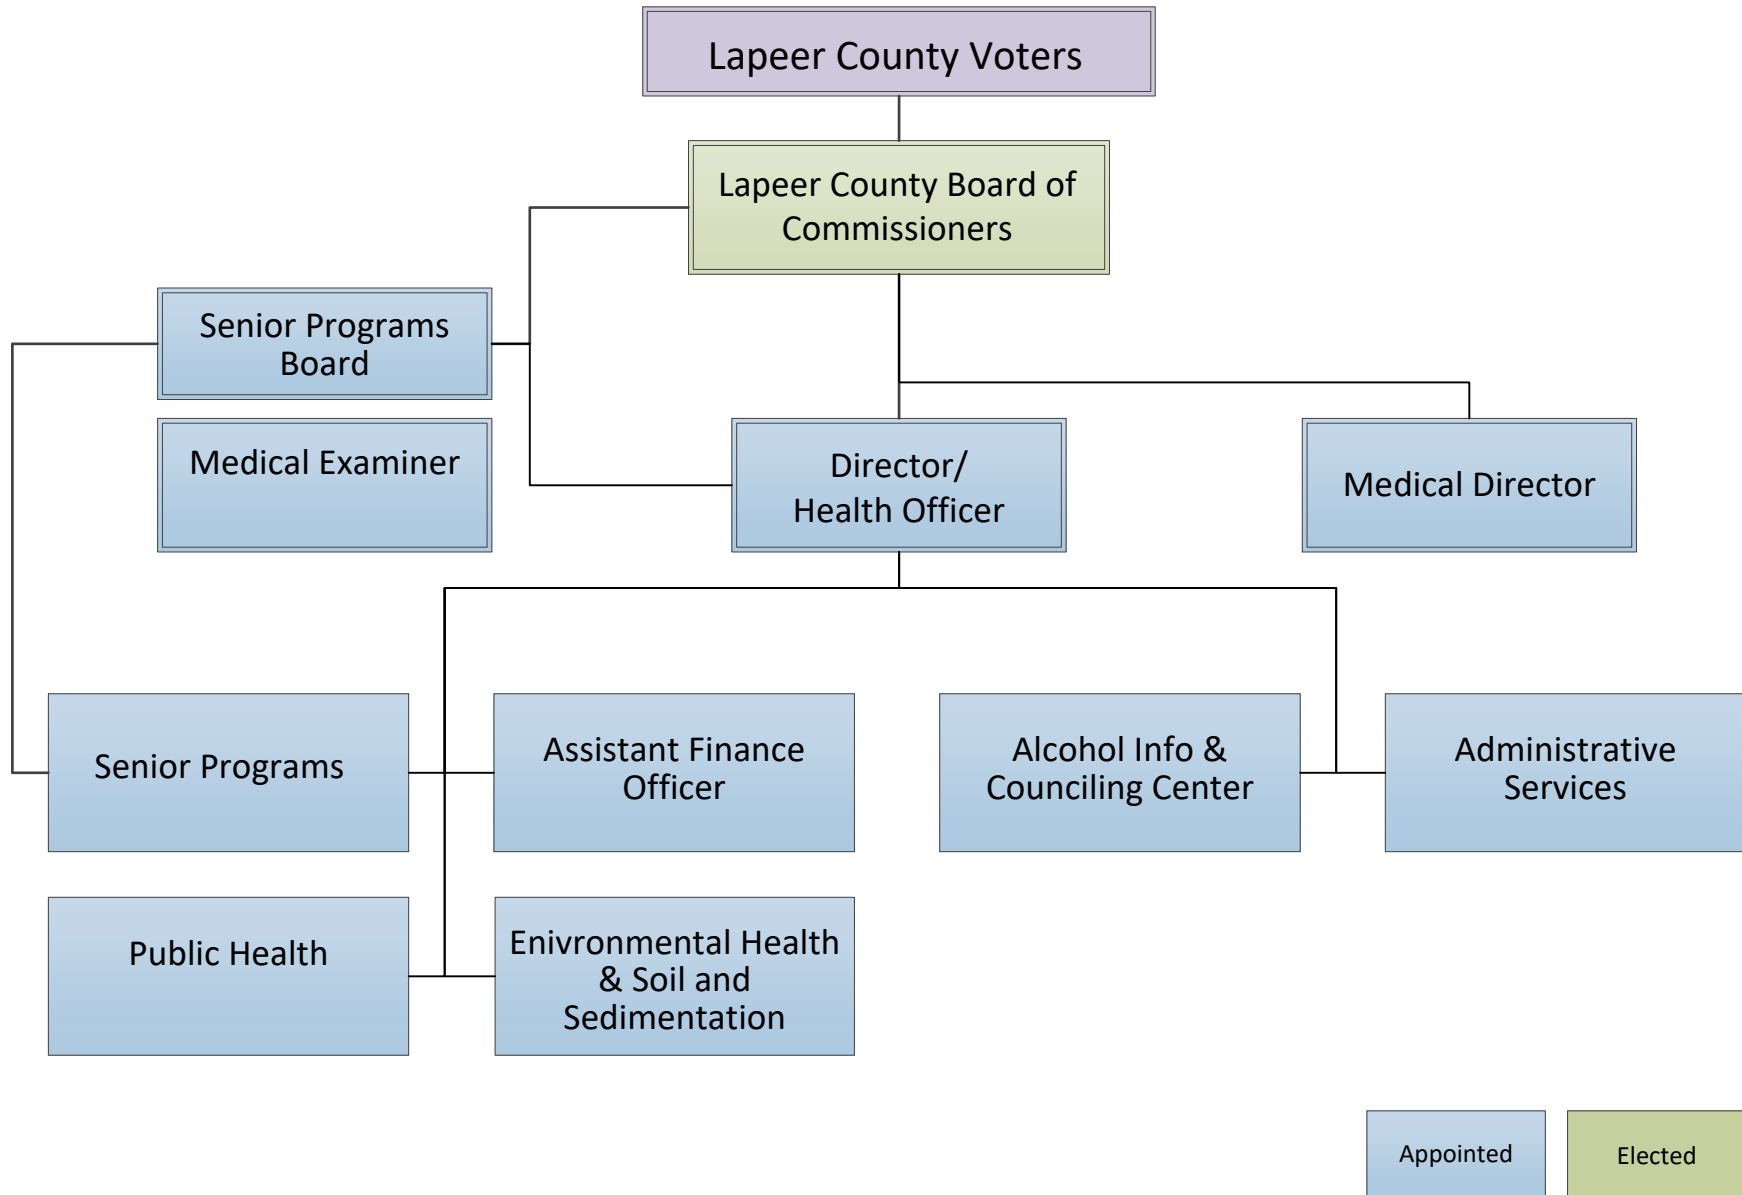 Lapeer County Voters
Lapeer County Board of
Commissioners
Senior Programs
Board
Medical Examiner
Director/
Health Officer
Medical Director
Senior Programs
Assistant Finance
Officer
Alcohol Info &
Counciling Center
Administrative
Services
Public Health
Enivronmental Health
& Soil and
Sedimentation
Appointed
Elected